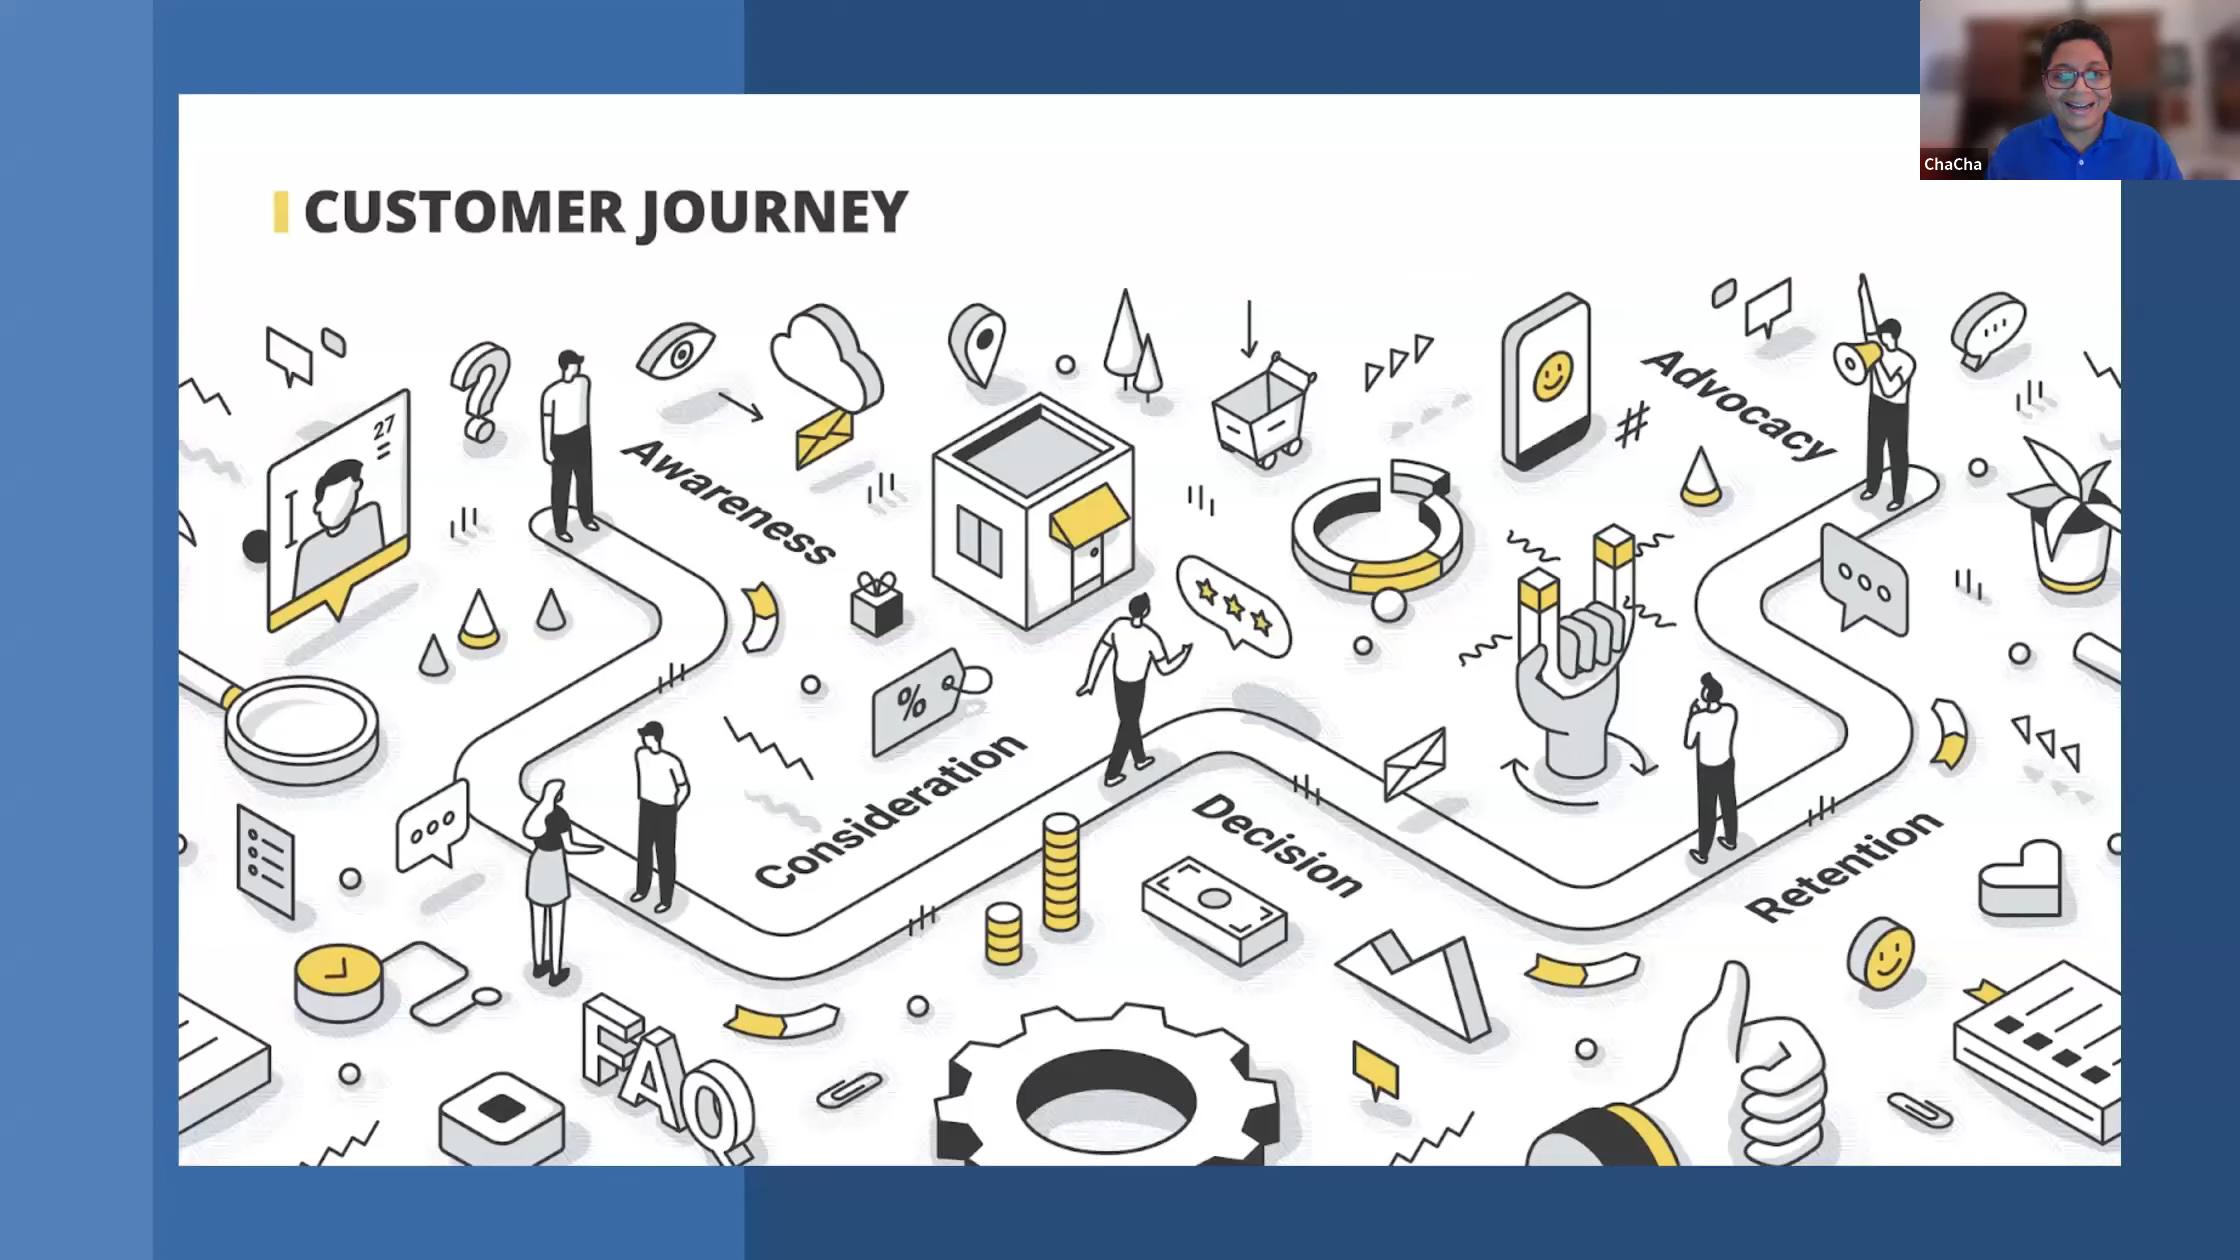 ChaCha
CUSTOMER JOURNEY
27
Awareness
Advocacy
#
%
Consideration
Decision
Retention
FAQ